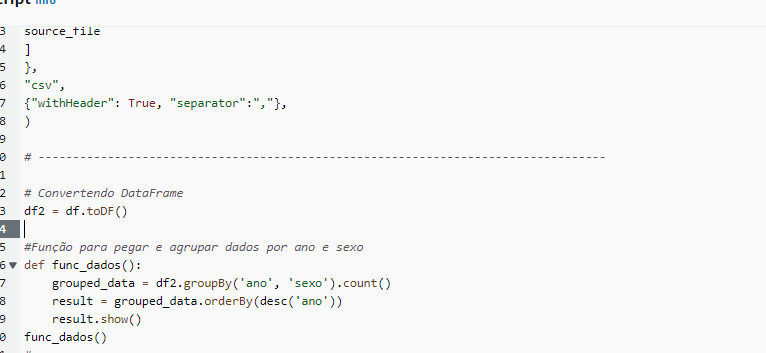 3 source_file
4 ]
5 },
6 "csv",
7 {"withHeader": True, "separator":","},
8 )
9
0 # ----------------------------------------------------------------------------------
1
2 # Convertendo DataFrame
3 df2 = df.toDF()
4
5 #Função para pegar e agrupar dados por ano e sexo
6 def func_dados():
7 grouped_data = df2.groupBy('ano', 'sexo').count()
8 result = grouped_data.orderBy(desc('ano'))
9 result.show()
0 func_dados()